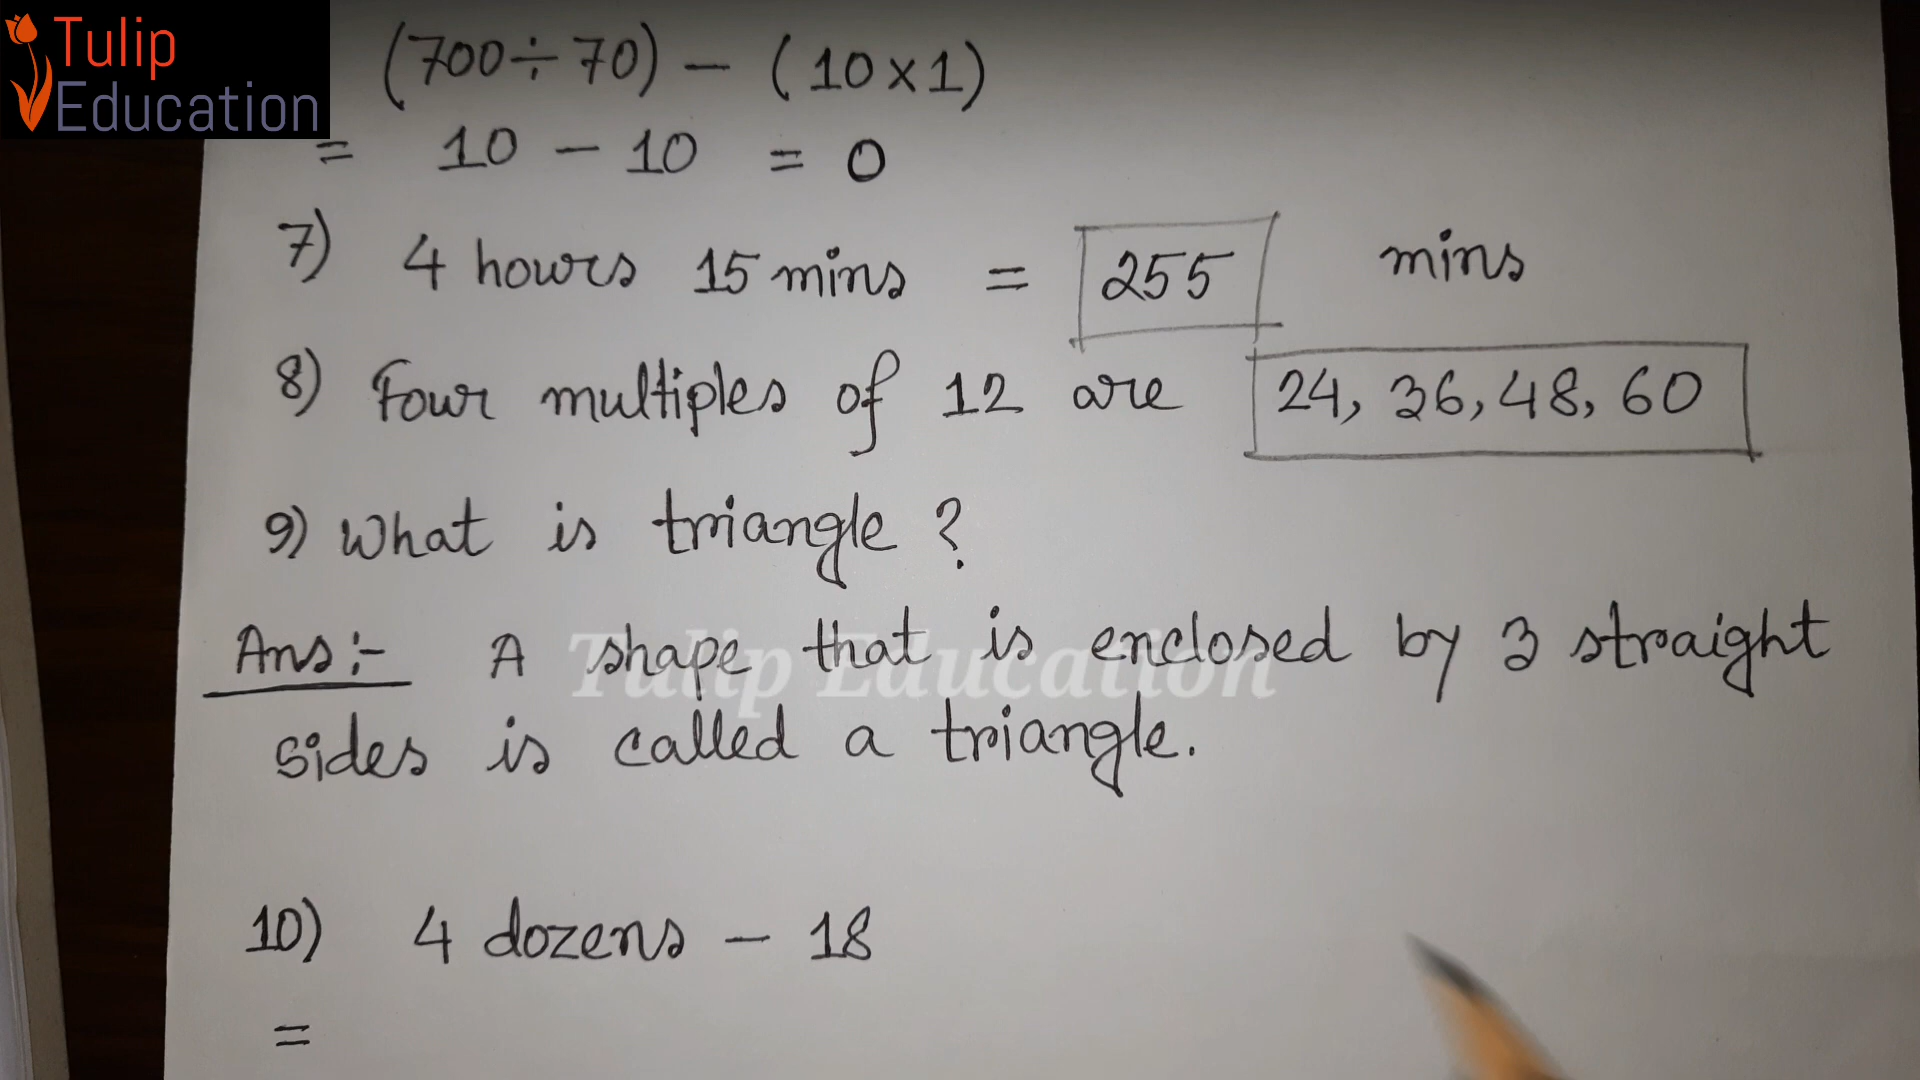 Tulip
Education
(700÷70) - (10×1)
= 10 - 10 = 0
7) 4 hours 15 mins = 255 mins
8) Four multiples of 12 are 24, 36, 48, 60
9) What is triangle ?
Ans:- A shape that is enclosed by 3 straight
Tulip Education
sides is called a triangle.
10) 4 dozens - 18
=